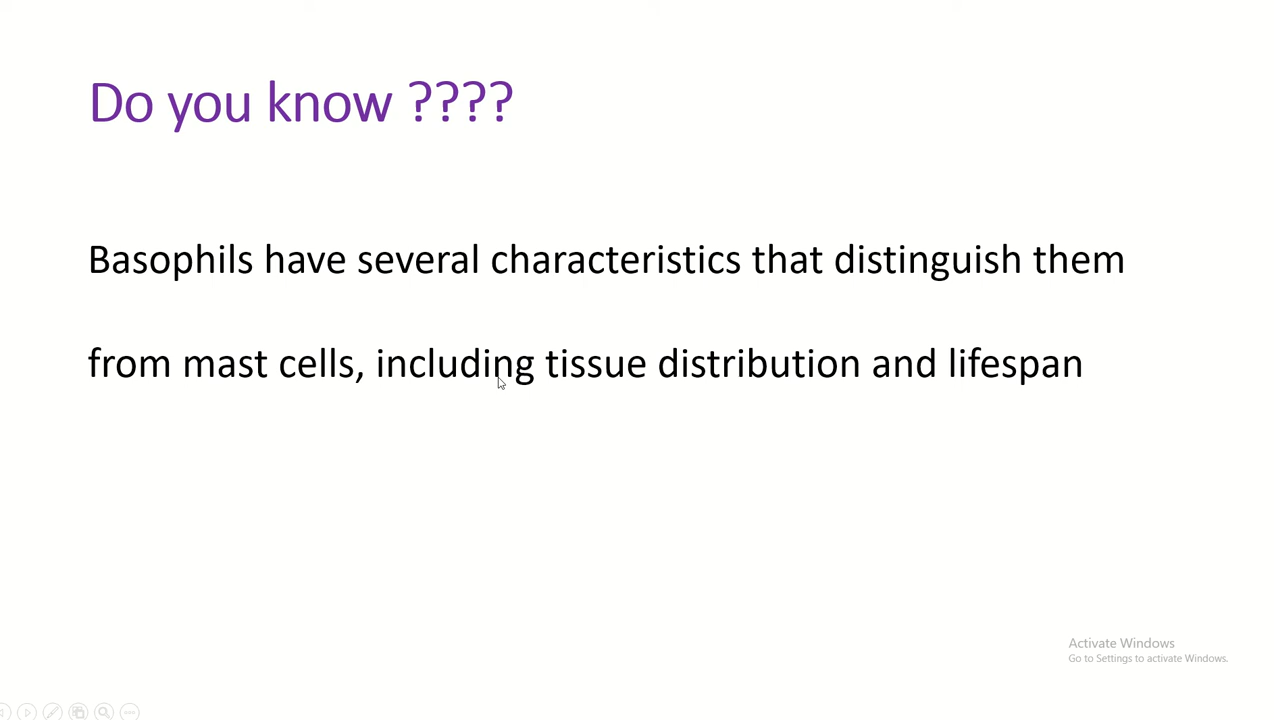 Do you know ????
Basophils have several characteristics that distinguish them
from mast cells, including tissue distribution and lifespan
Activate Windows
Go to Settings to activate Windows.